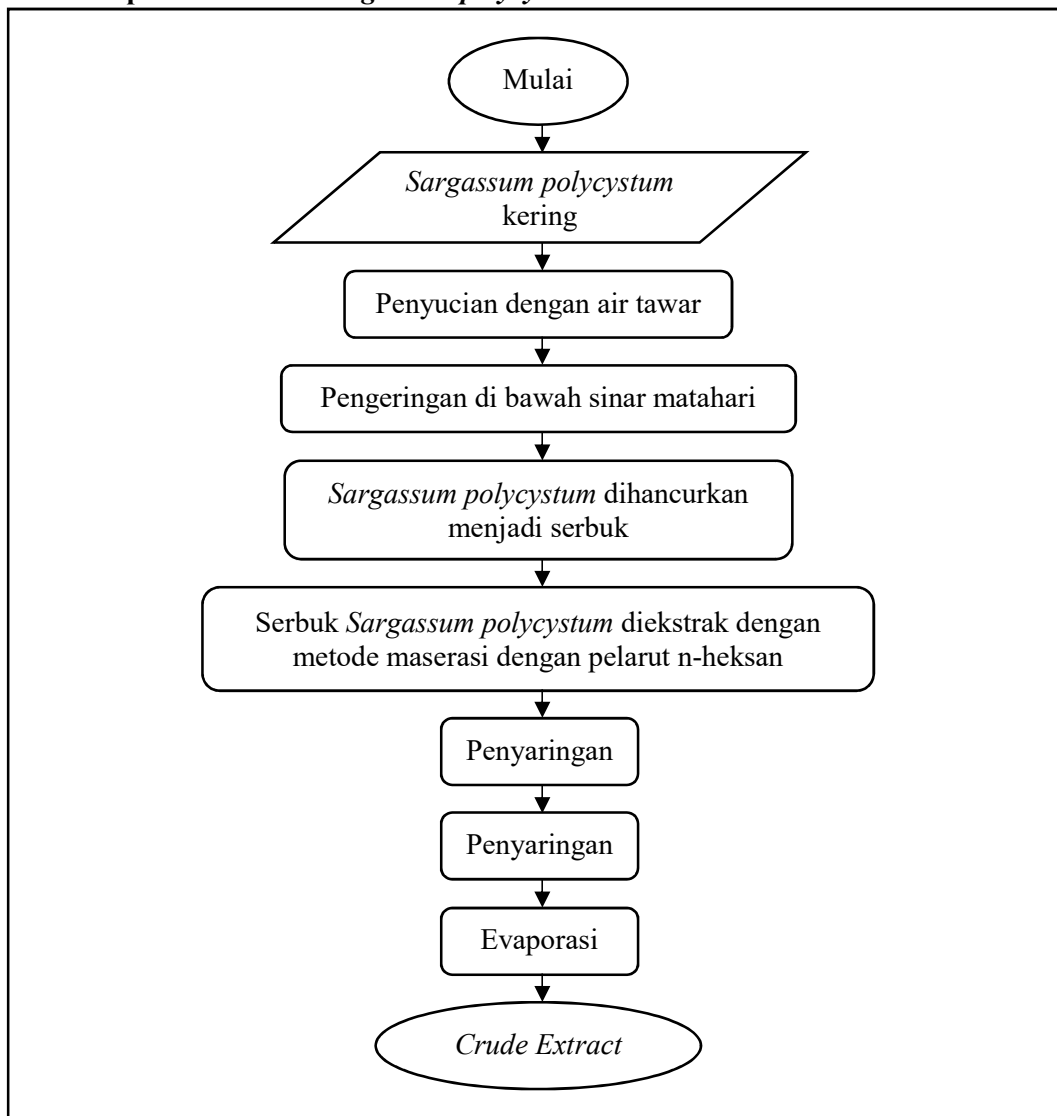 Mulai
Sargassum polycystum
kering
Penyucian dengan air tawar
Pengeringan di bawah sinar matahari
Sargassum polycystum dihancurkan
menjadi serbuk
Serbuk Sargassum polycystum diekstrak dengan
metode maserasi dengan pelarut n-heksan
Penyaringan
Penyaringan
Evaporasi
Crude Extract